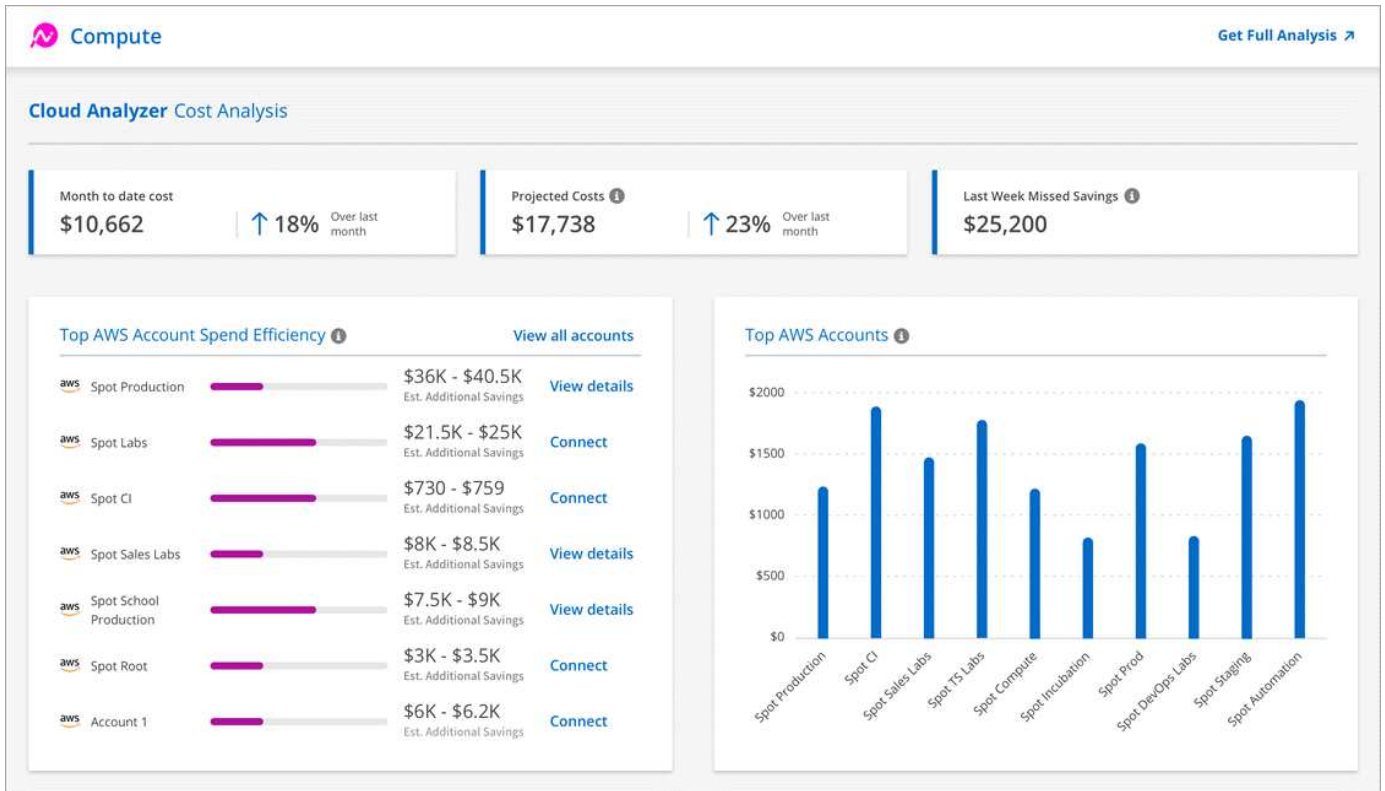 Compute
Get Full Analysis
Cloud Analyzer Cost Analysis
Month to date cost
$10,662
18%
Over last
month
Projected Costs
$17,738
23%
Over last
month
Last Week Missed Savings
$25,200
Top AWS Account Spend Efficiency
View all accounts
aws Spot Production
$36K - $40.5K
Est. Additional Savings
View details
aws Spot Labs
$21.5K - $25K
Est. Additional Savings
Connect
aws Spot CI
$730 - $759
Est. Additional Savings
Connect
aws Spot Sales Labs
$8K - $8.5K
Est. Additional Savings
View details
aws Spot School
Production
$7.5K - $9K
Est. Additional Savings
View details
aws Spot Root
$3K - $3.5K
Est. Additional Savings
Connect
aws Account 1
$6K - $6.2K
Est. Additional Savings
Connect
Top AWS Accounts
$2000
$1500
$1000
$500
$0
Spot Production
Spot CI
Spot Sales Labs
Spot TS Labs
Spot Compute
Spot Incubation
Spot Prod
Spot DevOps Labs
Spot Staging
Spot Automation